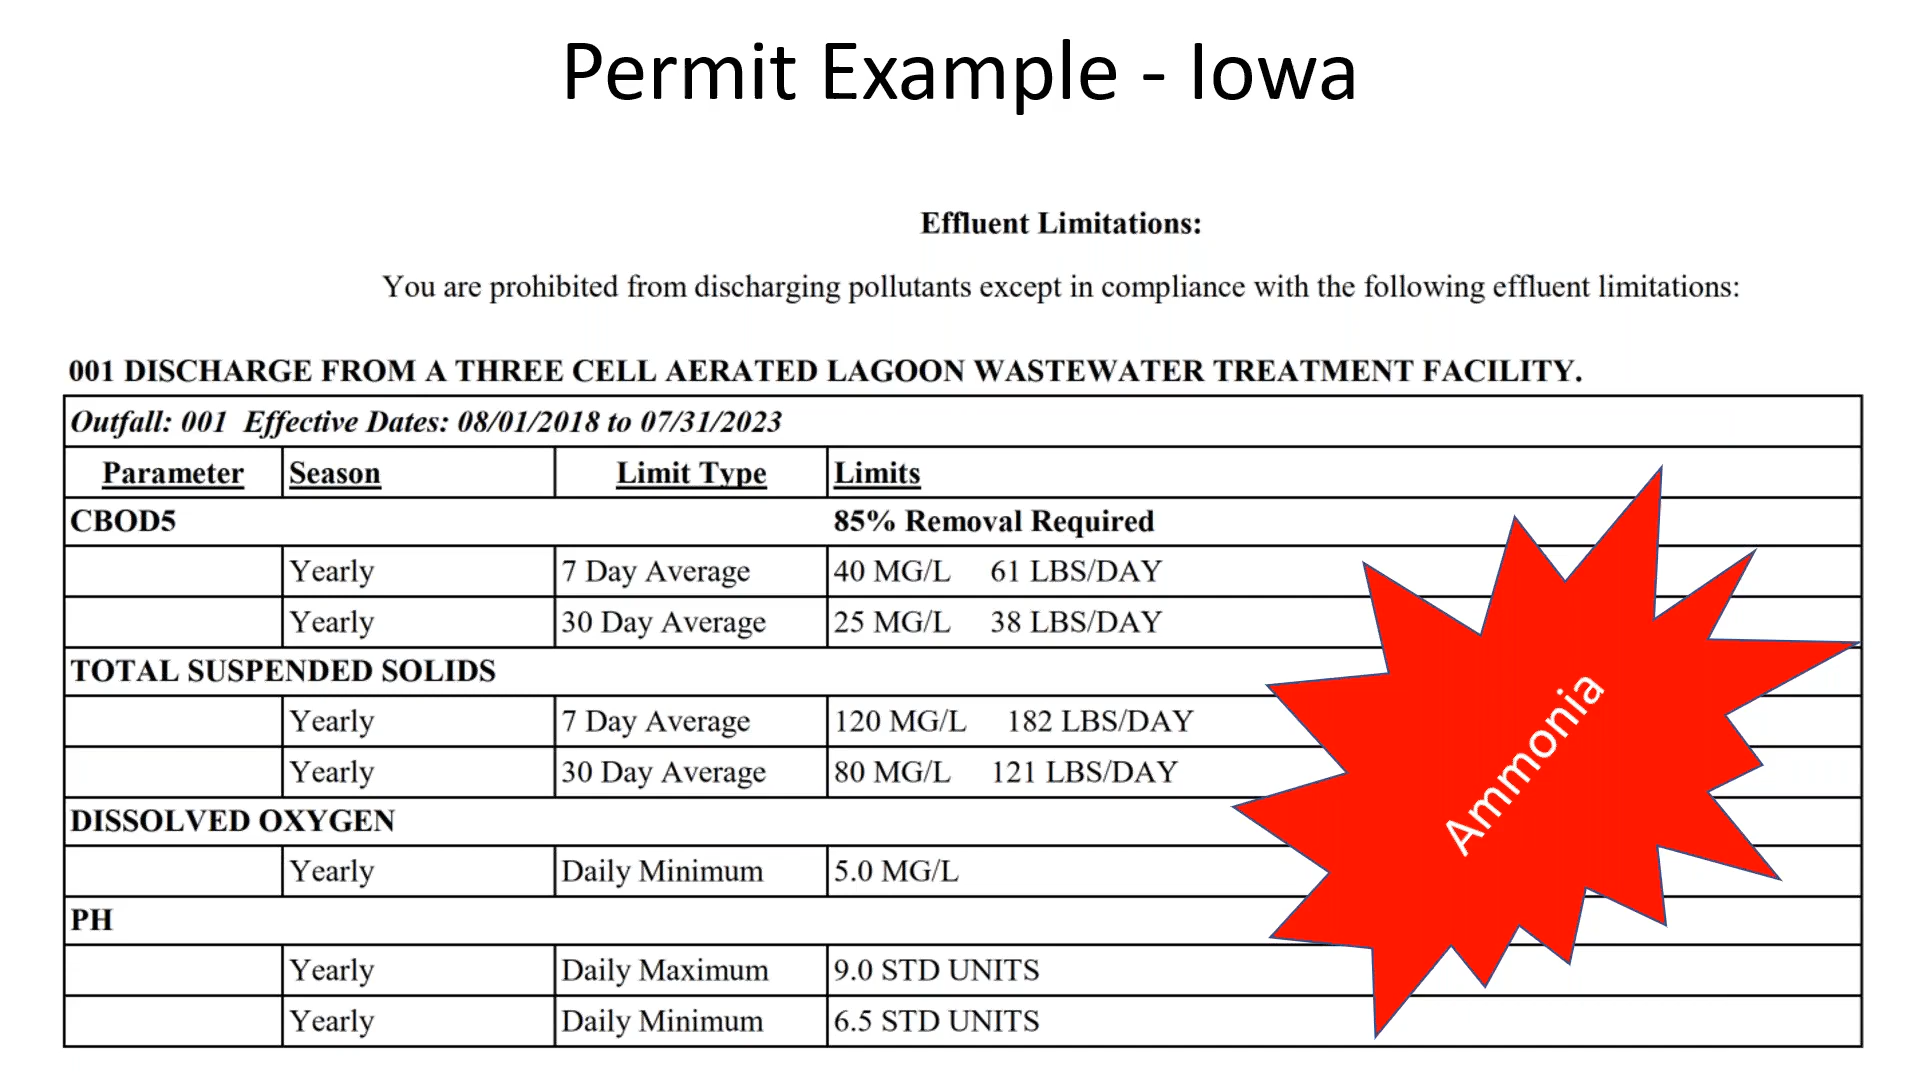 Permit Example - Iowa
Effluent Limitations:
You are prohibited from discharging pollutants except in compliance with the following effluent limitations:
001 DISCHARGE FROM A THREE CELL AERATED LAGOON WASTEWATER TREATMENT FACILITY.
Outfall: 001 Effective Dates: 08/01/2018 to 07/31/2023
Parameter Season Limit Type Limits
CBOD5 85% Removal Required
Yearly 7 Day Average 40 MG/L 61 LBS/DAY
Yearly 30 Day Average 25 MG/L 38 LBS/DAY
TOTAL SUSPENDED SOLIDS
Yearly 7 Day Average 120 MG/L 182 LBS/DAY
Yearly 30 Day Average 80 MG/L 121 LBS/DAY
DISSOLVED OXYGEN
Yearly Daily Minimum 5.0 MG/L
PH
Yearly Daily Maximum 9.0 STD UNITS
Yearly Daily Minimum 6.5 STD UNITS
Ammonia